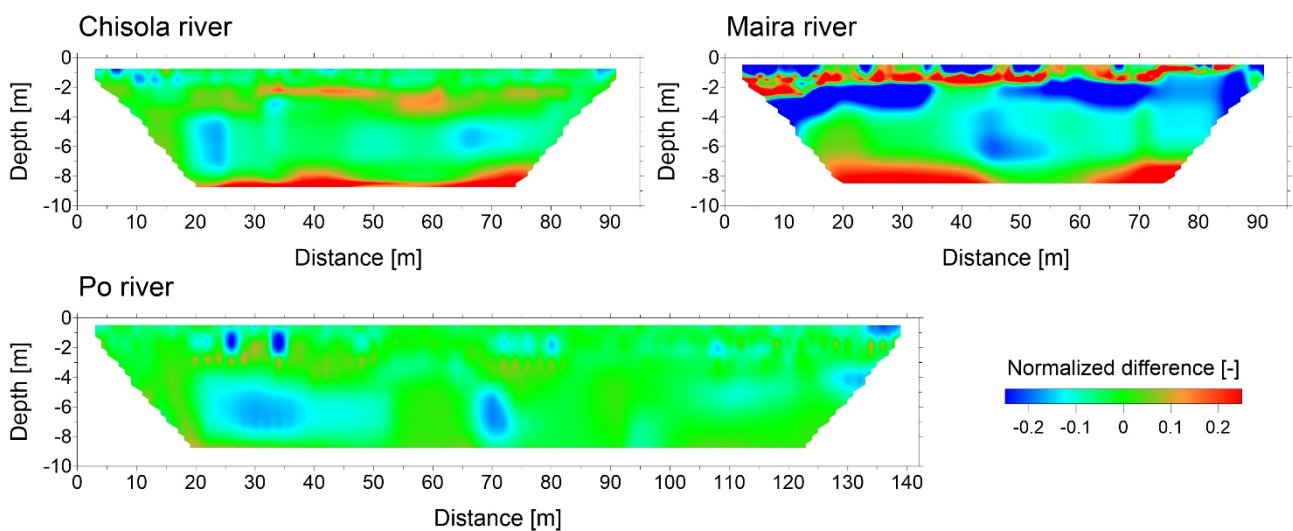 Chisola river
0
-2
-4
-6
-8
-10
Depth [m]
0 10 20 30 40 50 60 70 80 90
Distance [m]
Maira river
0
-2
-4
-6
-8
-10
Depth [m]
0 10 20 30 40 50 60 70 80 90
Distance [m]
Po river
0
-2
-4
-6
-8
-10
Depth [m]
0 10 20 30 40 50 60 70 80 90 100 110 120 130 140
Distance [m]
Normalized difference [-]
-0.2 -0.1 0 0.1 0.2